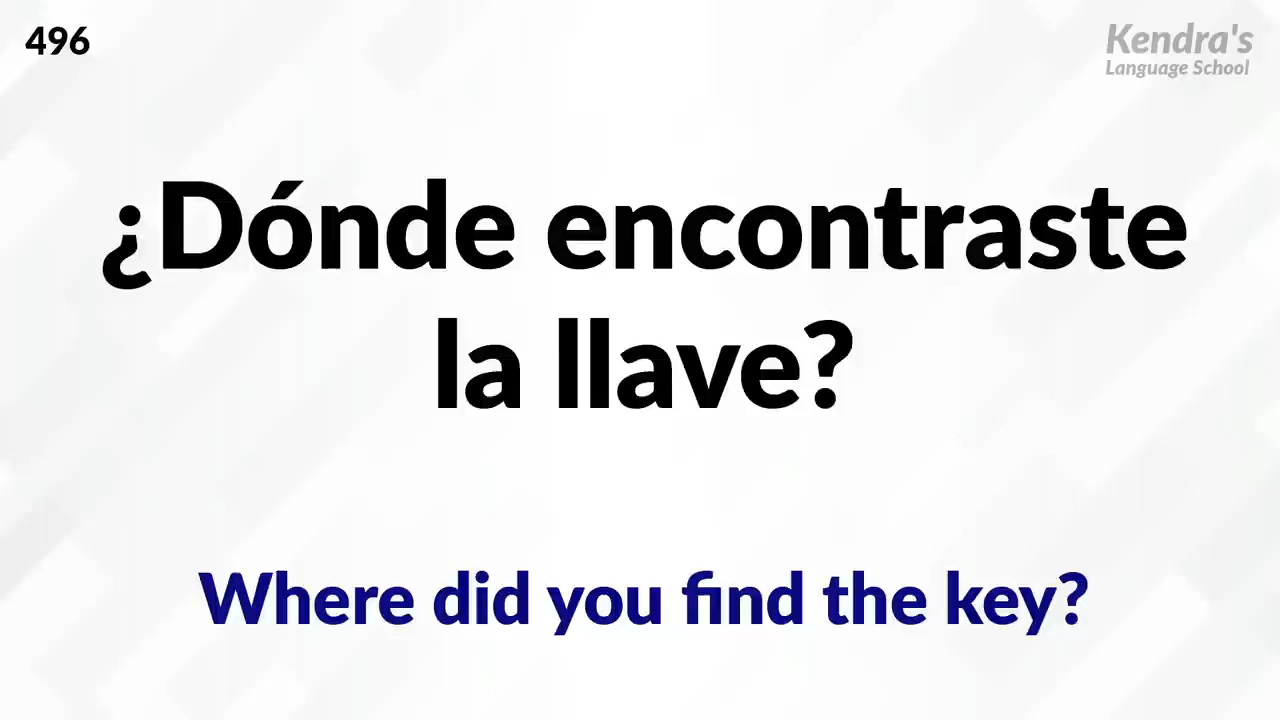 496
Kendra's
Language School
¿Dónde encontraste
la llave?
Where did you find the key?